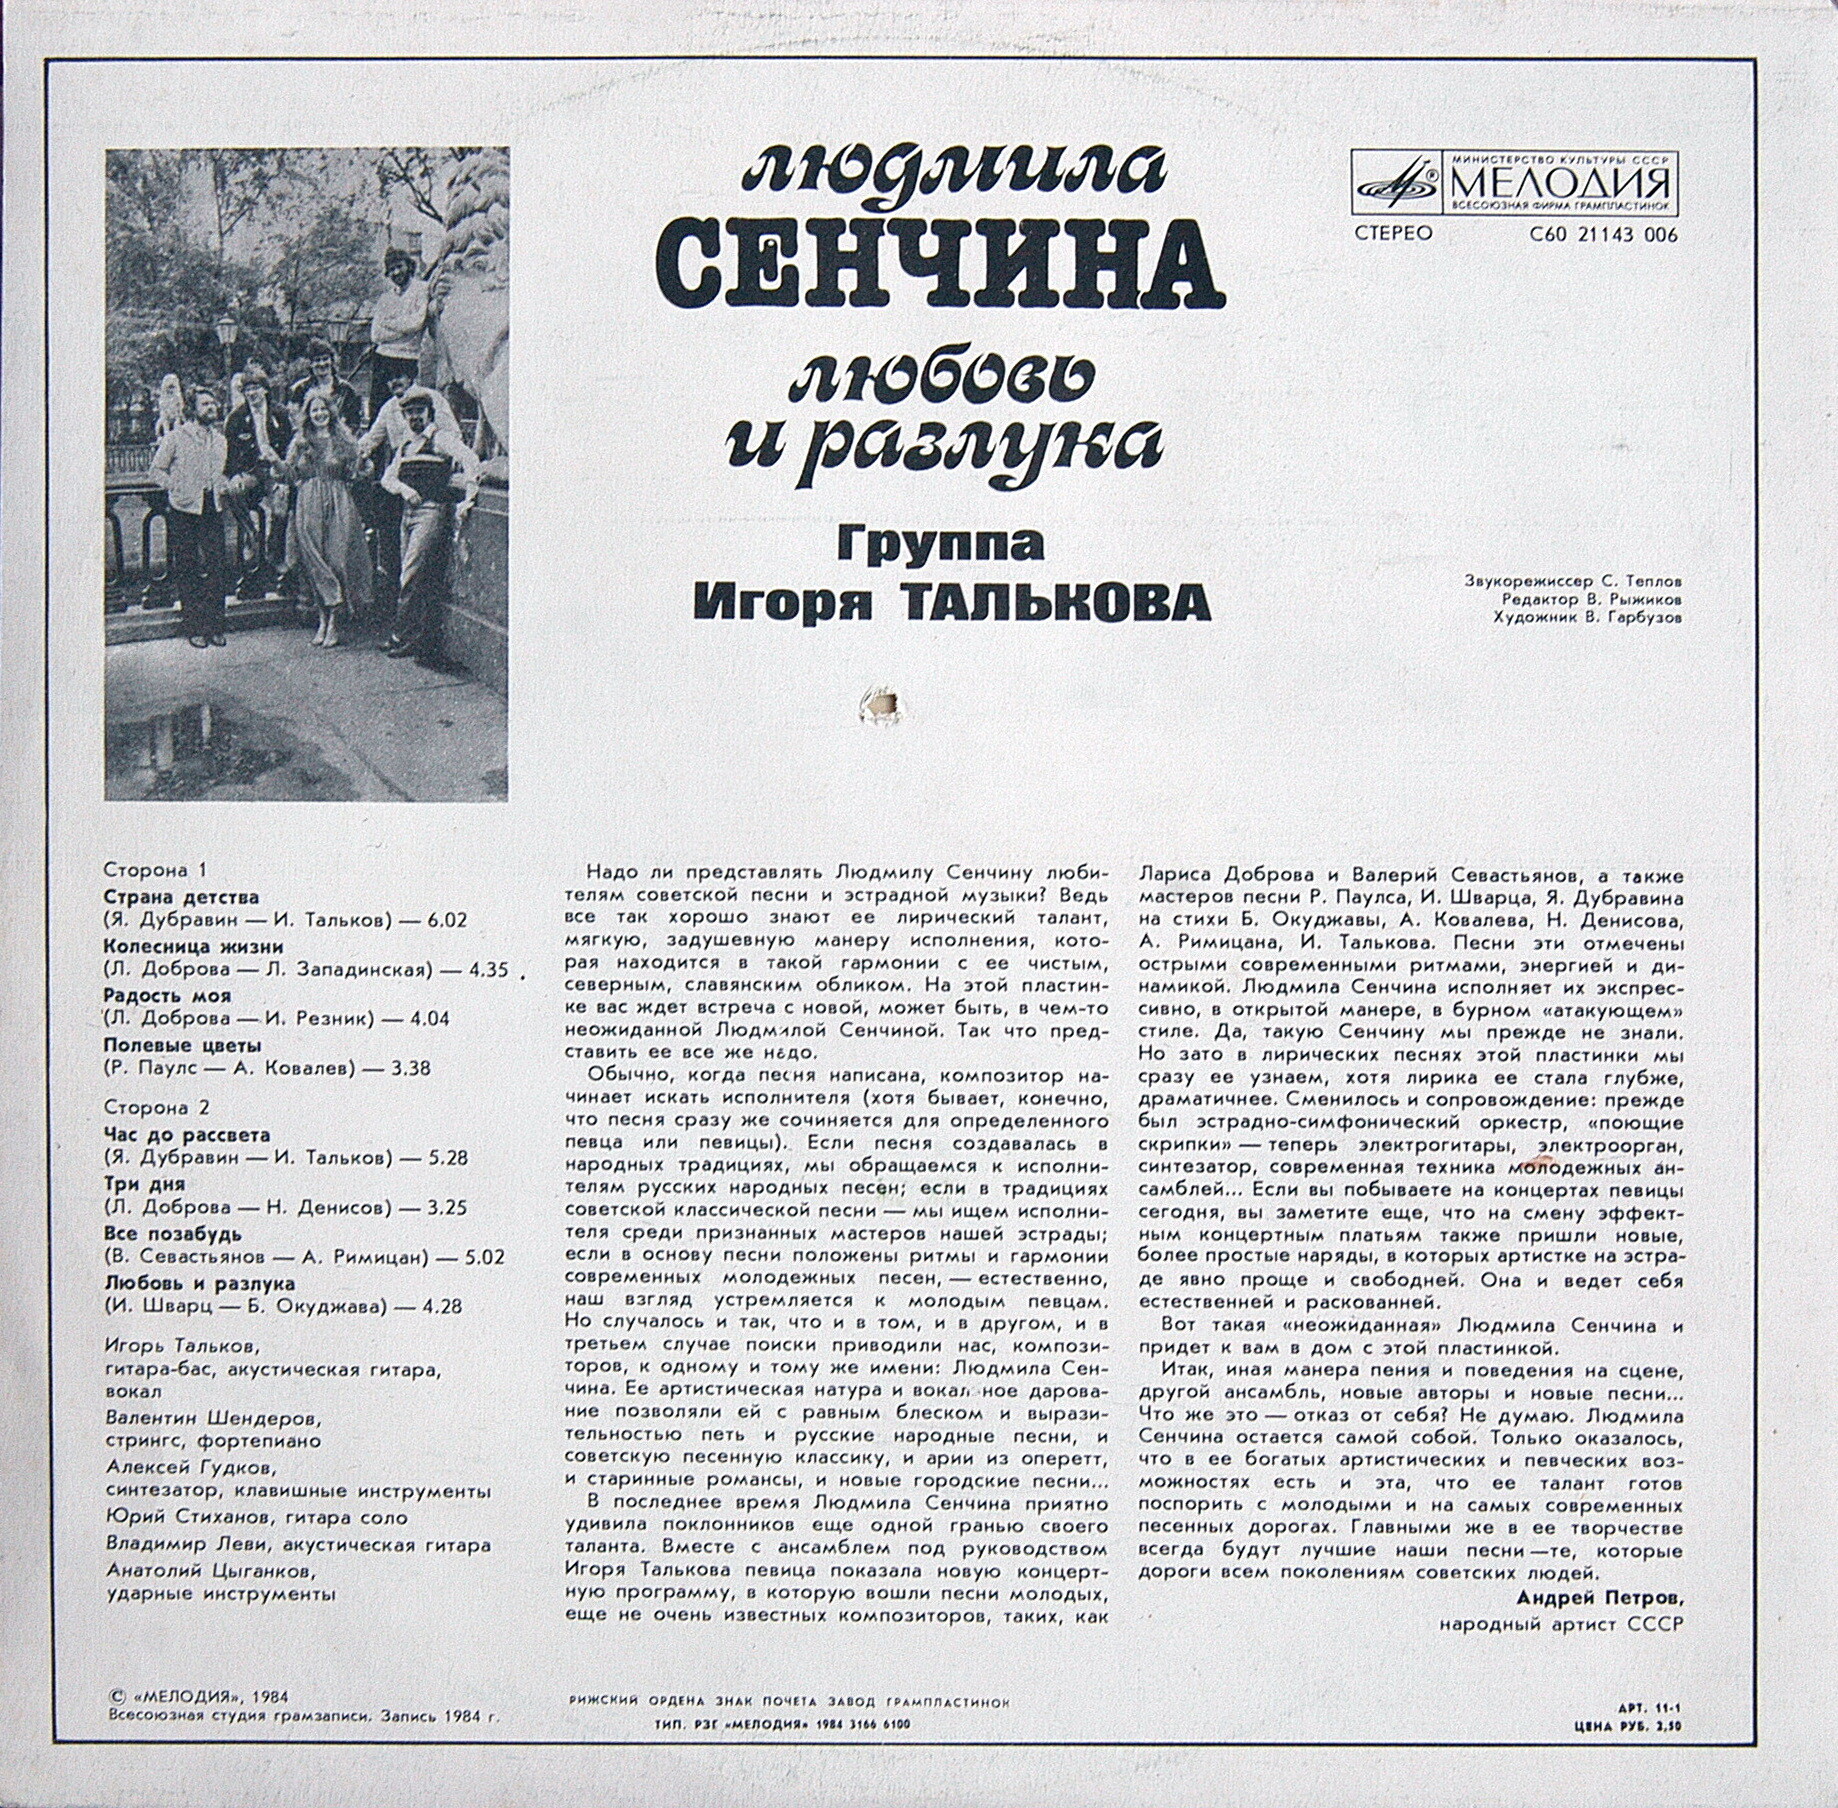 людмила
СЕНЧИНА
любовь
и разлука
Группа
Игоря ТАЛЬКОВА
МИНИСТЕРСТВО КУЛЬТУРЫ СССР
МЕЛОДИЯ
ВСЕСОЮЗНАЯ ФИРМА ГРАМПЛАСТИНОК
СТЕРЕО С60 21143 006
Звукорежиссер С. Теплов
Редактор В. Рыжиков
Художник В. Гарбузов
Сторона 1
Страна детства
(Я. Дубравин — И. Тальков) — 6.02
Колесница жизни
(Л. Доброва — Л. Западинская) — 4.35
Радость моя
(Л. Доброва — И. Резник) — 4.04
Полевые цветы
(Р. Паулс — А. Ковалев) — 3.38
Сторона 2
Час до рассвета
(Я. Дубравин — И. Тальков) — 5.28
Три дня
(Л. Доброва — Н. Денисов) — 3.25
Все позабудь
(В. Севастьянов — А. Римицан) — 5.02
Любовь и разлука
(И. Шварц — Б. Окуджава) — 4.28
Игорь Тальков,
гитара-бас, акустическая гитара,
вокал
Валентин Шендеров,
стрингс, фортепиано
Алексей Гудков,
синтезатор, клавишные инструменты
Юрий Стиханов, гитара соло
Владимир Леви, акустическая гитара
Анатолий Цыганков,
ударные инструменты
Надо ли представлять Людмилу Сенчину люби-
телям советской песни и эстрадной музыки? Ведь
все так хорошо знают ее лирический талант,
мягкую, задушевную манеру исполнения, кото-
рая находится в такой гармонии с ее чистым,
северным, славянским обликом. На этой пластин-
ке вас ждет встреча с новой, может быть, в чем-то
неожиданной Людмилой Сенчиной. Так что пред-
ставить ее все же надо.
Обычно, когда песня написана, композитор на-
чинает искать исполнителя (хотя бывает, конечно,
что песня сразу же сочиняется для определенного
певца или певицы). Если песня создавалась в
народных традициях, мы обращаемся к исполни-
телям русских народных песен; если в традициях
советской классической песни — мы ищем исполни-
теля среди признанных мастеров нашей эстрады;
если в основу песни положены ритмы и гармонии
современных молодежных песен, — естественно,
наш взгляд устремляется к молодым певцам.
Но случалось и так, что и в том, и в другом, и в
третьем случае поиски приводили нас, компози-
торов, к одному и тому же имени: Людмила Сен-
чина. Ее артистическая натура и вокальное дарова-
ние позволяли ей с равным блеском и вырази-
тельностью петь и русские народные песни, и
советскую песенную классику, и арии из оперетт,
и старинные романсы, и новые городские песни...
В последнее время Людмила Сенчина приятно
удивила поклонников еще одной гранью своего
таланта. Вместе с ансамблем под руководством
Игоря Талькова певица показала новую концерт-
ную программу, в которую вошли песни молодых,
еще не очень известных композиторов, таких, как
Лариса Доброва и Валерий Севастьянов, а также
мастеров песни Р. Паулса, И. Шварца, Я. Дубравина
на стихи Б. Окуджавы, А. Ковалева, Н. Денисова,
А. Римицана, И. Талькова. Песни эти отмечены
острыми современными ритмами, энергией и ди-
намикой. Людмила Сенчина исполняет их экспрес-
сивно, в открытой манере, в бурном «атакующем»
стиле. Да, такую Сенчину мы прежде не знали.
Но зато в лирических песнях этой пластинки мы
сразу ее узнаем, хотя лирика ее стала глубже,
драматичнее. Сменилось и сопровождение: прежде
был эстрадно-симфонический оркестр, «поющие
скрипки» — теперь электрогитары, электроорган,
синтезатор, современная техника молодежных ан-
самблей... Если вы побываете на концертах певицы
сегодня, вы заметите еще, что на смену эффект-
ным концертным платьям также пришли новые,
более простые наряды, в которых артистке на эстра-
де явно проще и свободней. Она и ведет себя
естественней и раскованней.
Вот такая «неожиданная» Людмила Сенчина и
придет к вам в дом с этой пластинкой.
Итак, иная манера пения и поведения на сцене,
другой ансамбль, новые авторы и новые песни...
Что же это — отказ от себя? Не думаю. Людмила
Сенчина остается самой собой. Только оказалось,
что в ее богатых артистических и певческих воз-
можностях есть и эта, что ее талант готов
поспорить с молодыми и на самых современных
песенных дорогах. Главными же в ее творчестве
всегда будут лучшие наши песни — те, которые
дороги всем поколениям советских людей.
Андрей Петров,
народный артист СССР
© «МЕЛОДИЯ», 1984
Всесоюзная студия грамзаписи. Запись 1984 г.
РИЖСКИЙ ОРДЕНА ЗНАК ПОЧЕТА ЗАВОД ГРАМПЛАСТИНОК
ТИП. РЗГ «МЕЛОДИЯ» 1984 3166 6100
АРТ. 11-1
ЦЕНА РУБ. 2,50